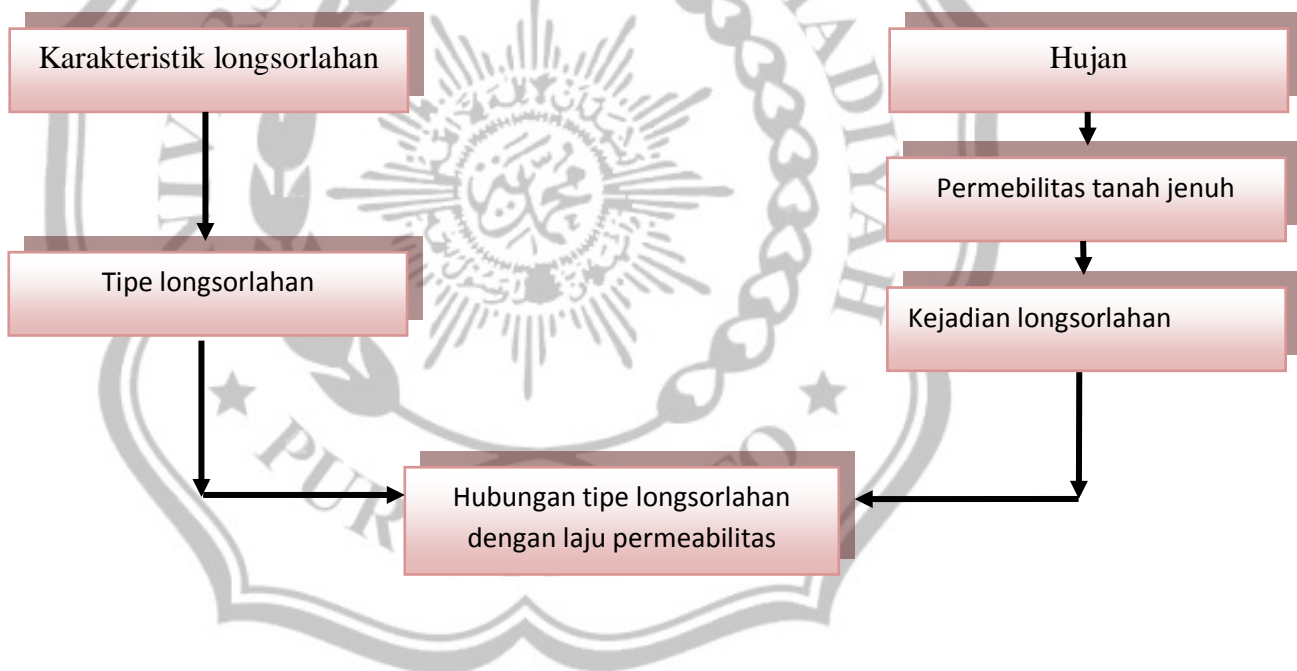 Karakteristik longsorlahan
Hujan
Permebilitas tanah jenuh
Tipe longsorlahan
Kejadian longsorlahan
Hubungan tipe longsorlahan
dengan laju permeabilitas